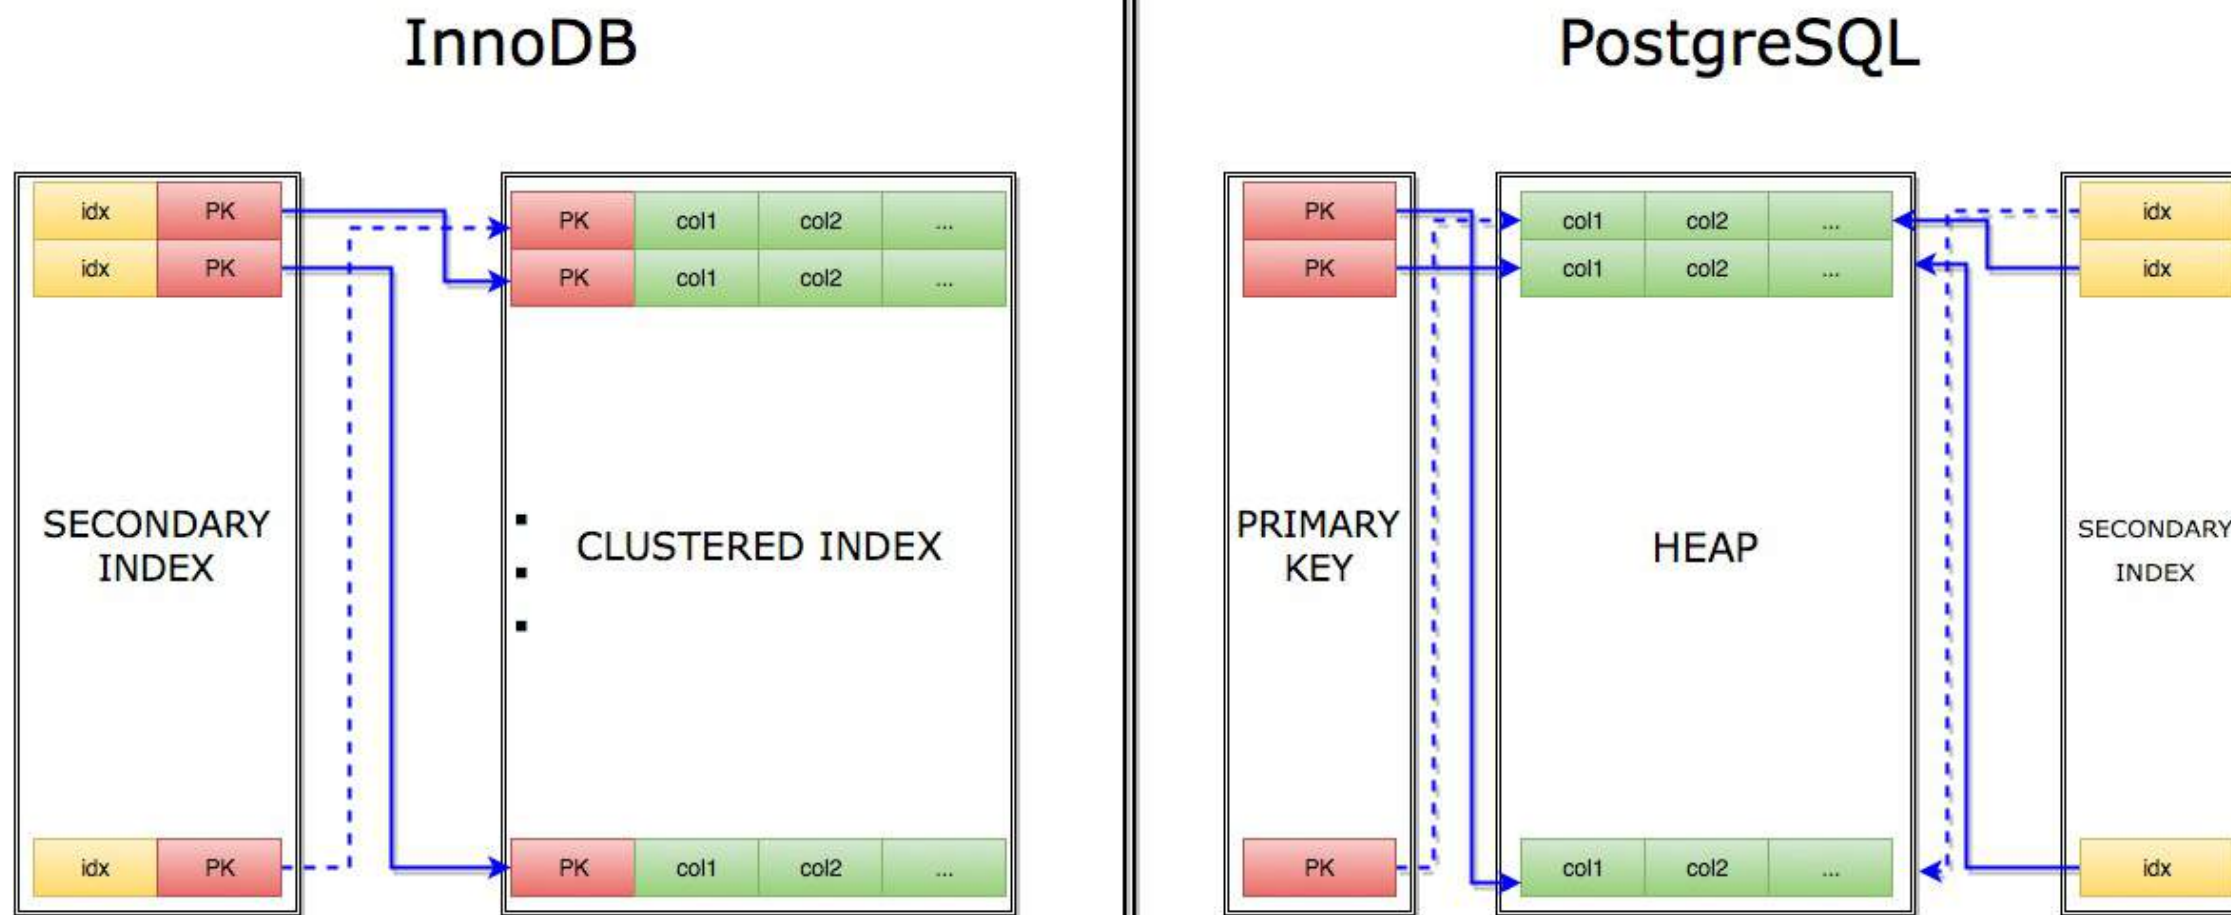 InnoDB
idx PK
idx PK
SECONDARY
INDEX
idx PK
PK col1 col2 ...
PK col1 col2 ...
CLUSTERED INDEX
PK col1 col2 ...
PostgreSQL
PK
PK
PRIMARY
KEY
PK
col1 col2 ...
col1 col2 ...
HEAP
col1 col2 ...
idx
idx
SECONDARY
INDEX
idx